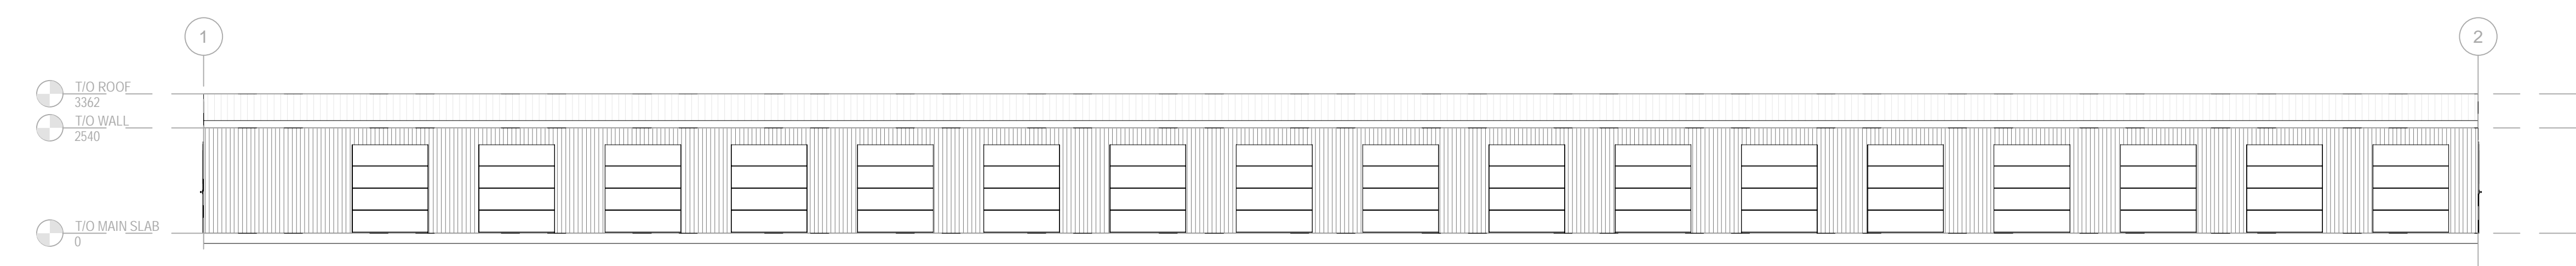 1
2
T/O ROOF
3362
T/O WALL
2540
T/O MAIN SLAB
0